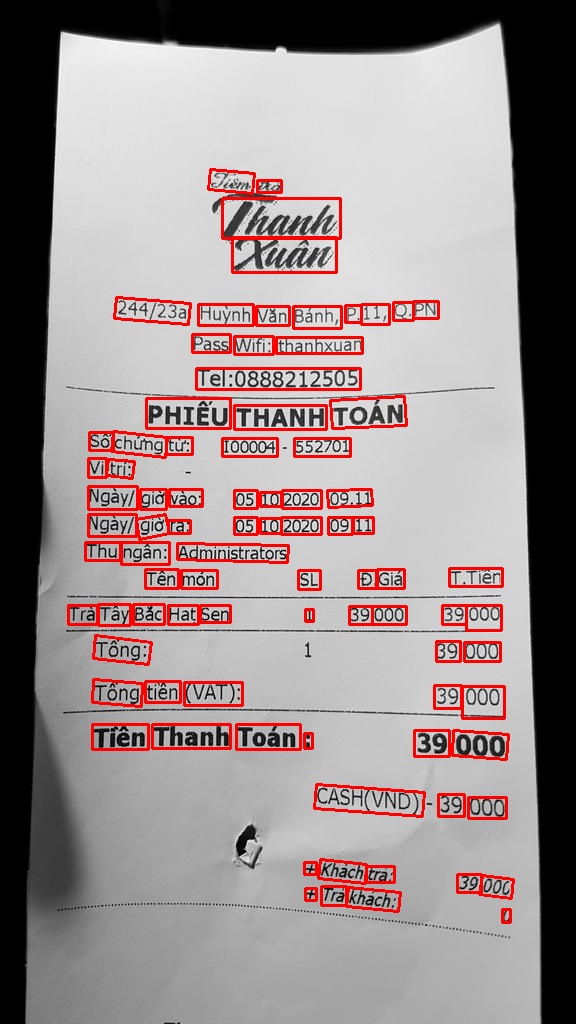 Tiệm trà
Thanh
Xuân
244/23a Huỳnh Văn Bánh, P.11, Q.PN
Pass Wifi: thanhxuan
Tel:0888212505
PHIẾU THANH TOÁN
Số chứng từ: I00004 - 552701
Vị trí: -
Ngày/ giờ vào: 05 10 2020 09.11
Ngày/ giờ ra: 05 10 2020 09 11
Thu ngân: Administrators
Tên món SL Đ.Giá T.Tiền
Trà Tây Bắc Hạt Sen 39 000 39 000
Tổng: 1 39 000
Tổng tiền (VAT): 39 000
Tiền Thanh Toán : 39 000
CASH(VND) - 39 000
+ Khách trả: 39 000
+ Trả khách: